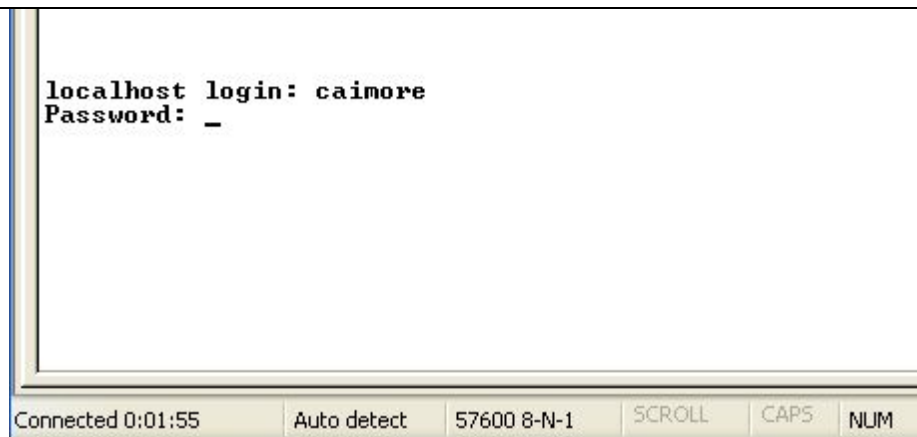 localhost login: caimore
Password: _
Connected 0:01:55 Auto detect 57600 8-N-1 SCROLL CAPS NUM